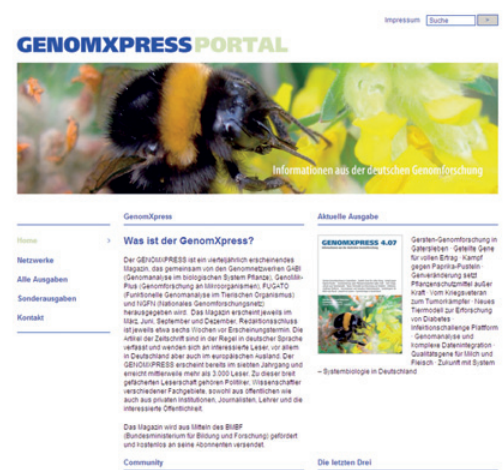 Impressum
Suche
GENOMXPRESS PORTAL
Informationen aus der deutschen Genomforschung
GenomXpress
Aktuelle Ausgabe
Home
Netzwerke
Alle Ausgaben
Sonderausgaben
Kontakt
Was ist der GenomXpress?
Der GENOMXPRESS ist ein vierteljährlich erscheinendes
Magazin, das gemeinsam von den Genomnetzwerken GABI
(Genomanalyse im biologischen System Pflanze), GenoMik-
Plus (Genomforschung an Mikroorganismen), FUGATO
(Funktionelle Genomanalyse im Tierischen Organismus)
und NGFN (Nationales Genomforschungsnetz)
herausgegeben wird. Das Magazin erscheint jeweils im
März, Juni, September und Dezember. Redaktionsschluss
ist jeweils etwa sechs Wochen vor Erscheinungstermin. Die
Artikel der Zeitschrift sind in der Regel in deutscher Sprache
verfasst und wenden sich an interessierte Leser, vor allem
in Deutschland aber auch im europäischen Ausland. Der
GENOMXPRESS erscheint bereits im siebten Jahrgang und
erreicht mittlerweile mehr als 3.000 Leser. Zu dieser breit
gefächerten Leserschaft gehören Politiker, Wissenschaftler
verschiedener Fachgebiete, sowohl aus öffentlichen wie
auch aus privaten Institutionen, Journalisten, Lehrer und die
interessierte Öffentlichkeit.
Das Magazin wird aus Mitteln des BMBF
(Bundesministerium für Bildung und Forschung) gefördert
und kostenlos an seine Abonnenten versendet.
GENOMXPRESS 4.07
Gersten-Genomforschung in
Gatersleben · Geteilte Gene
für vollen Ertrag · Kampf
gegen Paprika-Pusteln ·
Genveränderung setzt
Pflanzenschutzmittel außer
Kraft · Vom Kriegsveteran
zum Tumorkämpfer · Neues
Tiermodell zur Erforschung
von Diabetes ·
Infektionschallenge Plattform
· Genomanalyse und
komplexe Datenintegration ·
Qualitätsgene für Milch und
Fleisch · Zukunft mit System
– Systembiologie in Deutschland
Community
Die letzten Drei